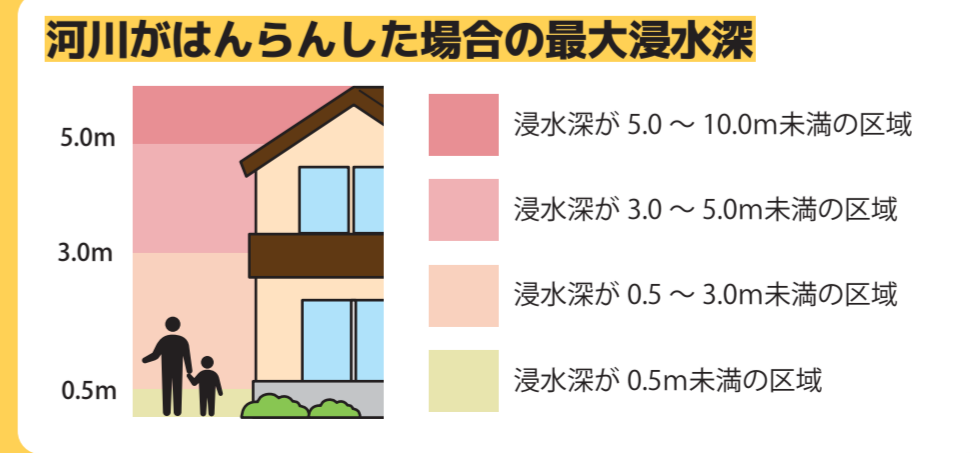 河川がはんらんした場合の最大浸水深
5.0m
3.0m
0.5m
浸水深が 5.0 ～ 10.0m未満の区域
浸水深が 3.0 ～ 5.0m未満の区域
浸水深が 0.5 ～ 3.0m未満の区域
浸水深が 0.5m未満の区域